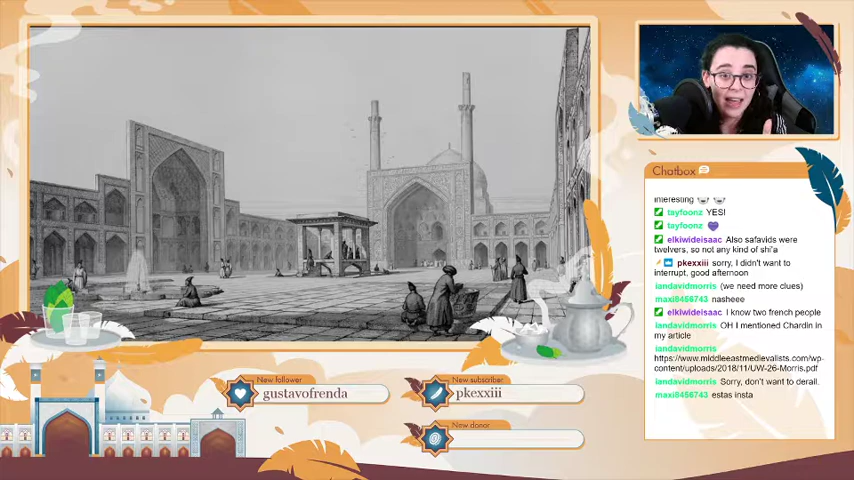 Chatbox
interesting
tayfoonz YES!
tayfoonz
elkiwideisaac Also safavids were
twelvers, so not any kind of shi'a
pkexxiii sorry, I didn't want to
interrupt, good afternoon
iandavidmorris (we need more clues)
maxi8456743 nasheee
elkiwideisaac I know two french people
iandavidmorris OH I mentioned Chardin in
my article
iandavidmorris
https://www.middleeastmedievalists.com/wp-
content/uploads/2018/11/UW-26-Morris.pdf
iandavidmorris Sorry, don't want to derail.
maxi8456743 estas insta
New follower
gustavofrenda
New subscriber
pkexxiii
New donor